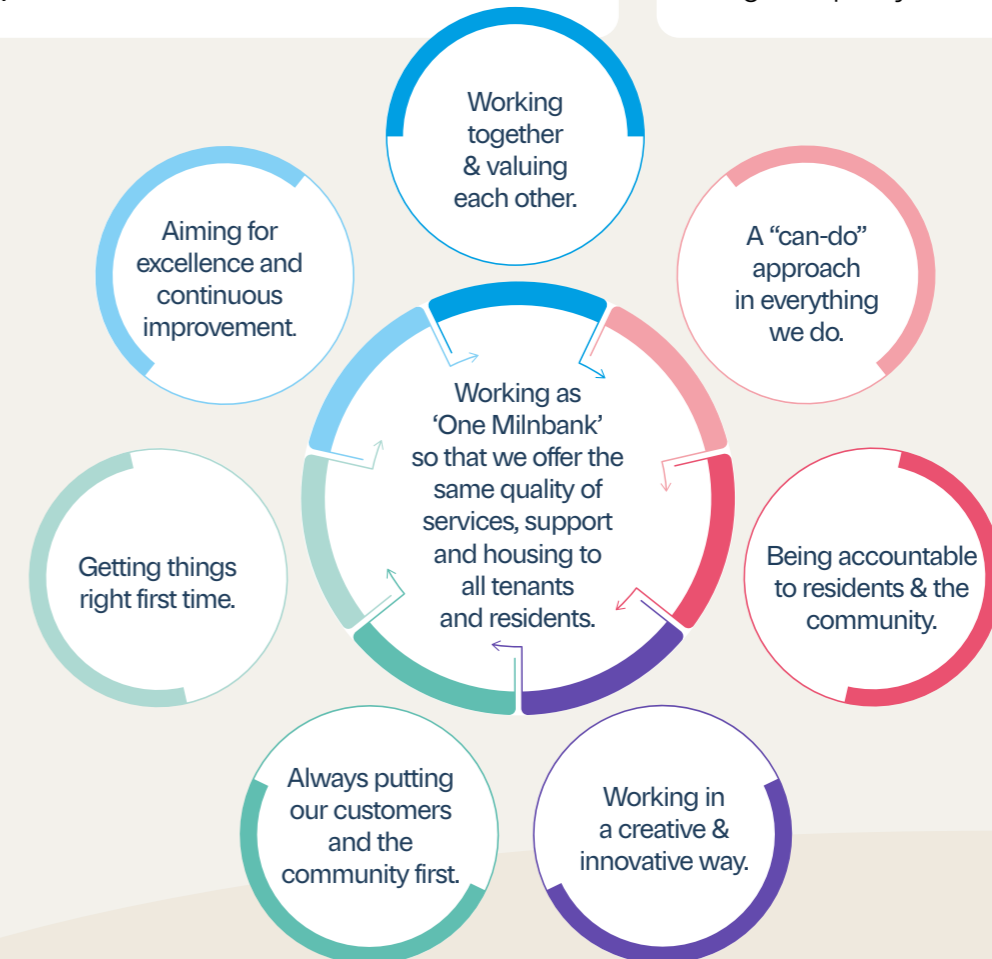 Working
together
& valuing
each other.
A “can-do”
approach
in everything
we do.
Being accountable
to residents & the
community.
Working in
a creative &
innovative way.
Always putting
our customers
and the
community first.
Getting things
right first time.
Aiming for
excellence and
continuous
improvement.
Working as
‘One Milnbank’
so that we offer the
same quality of
services, support
and housing to
all tenants
and residents.